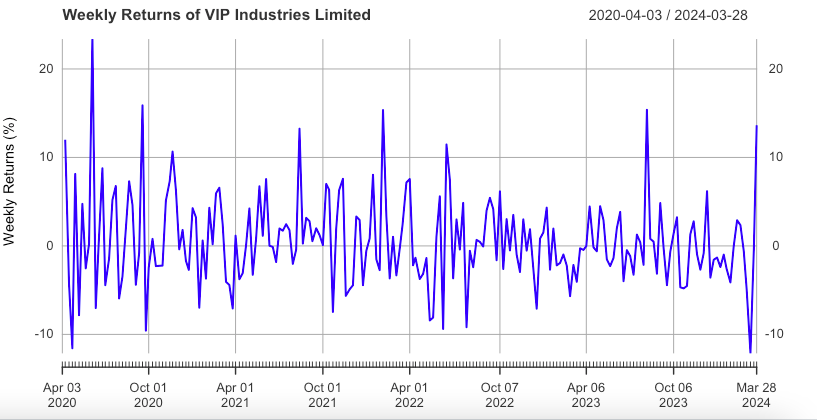 Weekly Returns of VIP Industries Limited
2020-04-03 / 2024-03-28
Weekly Returns (%)
20
10
0
-10
20
10
0
-10
Apr 03 2020
Oct 01 2020
Apr 01 2021
Oct 01 2021
Apr 01 2022
Oct 07 2022
Apr 06 2023
Oct 06 2023
Mar 28 2024